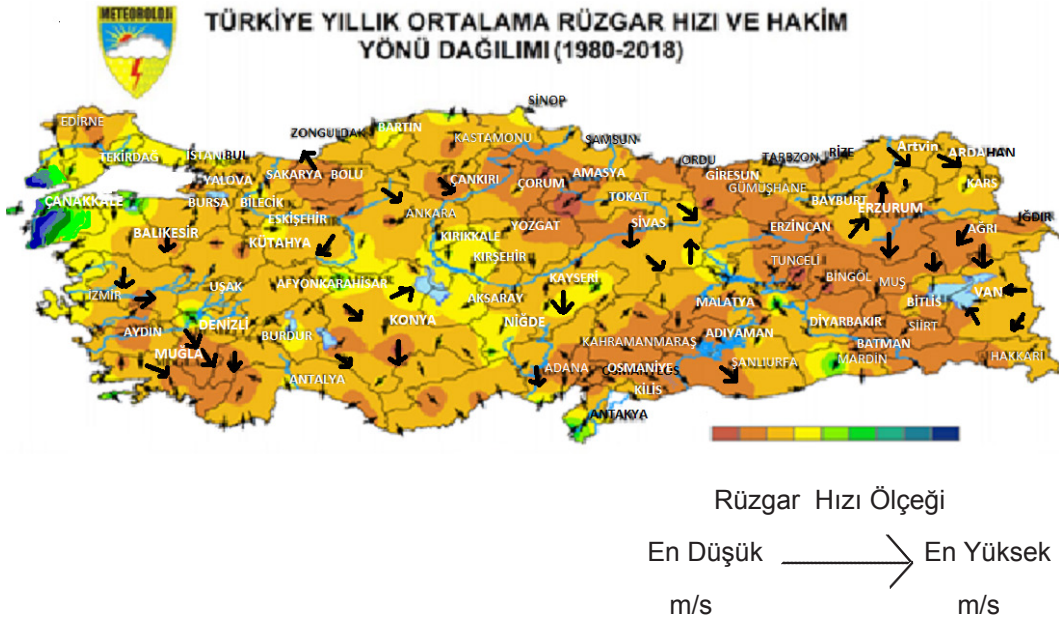 METEOROLOJİ
TÜRKİYE YILLIK ORTALAMA RÜZGAR HIZI VE HAKİM
YÖNÜ DAĞILIMI (1980-2018)
SİNOP
EDİRNE
ZONGULDAK
BARTIN
KASTAMONU
SAMSUN
TEKİRDAĞ
İSTANBUL
ORDU
TARBZON
RİZE
Artvin
ARDAHAN
YALOVA
SAKARYA
BOLU
ÇANKIRI
ÇORUM
AMASYA
GİRESUN
GÜMÜŞHANE
KARS
ÇANAKKALE
BURSA
BİLECİK
ANKARA
TOKAT
BAYBURT
ERZURUM
IĞDIR
BALIKESİR
ESKİŞEHİR
KÜTAHYA
KIRIKKALE
YOZGAT
SİVAS
ERZİNCAN
AĞRI
KIRŞEHİR
TUNCELİ
İZMİR
UŞAK
AFYONKARAHİSAR
AKSARAY
KAYSERİ
BİNGÖL
MUŞ
VAN
MALATYA
BİTLİS
AYDIN
DENİZLİ
BURDUR
KONYA
NİĞDE
ADIYAMAN
DİYARBAKIR
SİİRT
MUĞLA
KAHRAMANMARAŞ
BATMAN
HAKKARİ
ANTALYA
ADANA
OSMANİYE
ŞANLIURFA
MARDİN
KİLİS
ANTAKYA
Rüzgar Hızı Ölçeği
En Düşük En Yüksek
m/s m/s